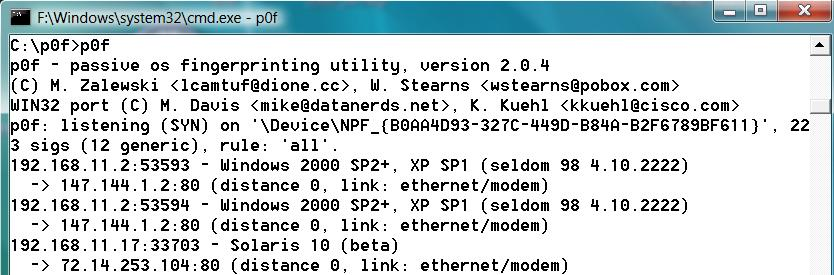 F:\Windows\system32\cmd.exe - p0f
C:\p0f>p0f
p0f - passive os fingerprinting utility, version 2.0.4
(C) M. Zalewski <lcamtuf@dione.cc>, W. Stearns <wstearns@pobox.com>
WIN32 port (C) M. Davis <mike@datanerds.net>, K. Kuehl <kkuehl@cisco.com>
p0f: listening (SYN) on '\Device\NPF_{B0AA4D93-327C-449D-B84A-B2F6789BF611}', 22
3 sigs (12 generic), rule: 'all'.
192.168.11.2:53593 - Windows 2000 SP2+, XP SP1 (seldom 98 4.10.2222)
  -> 147.144.1.2:80 (distance 0, link: ethernet/modem)
192.168.11.2:53594 - Windows 2000 SP2+, XP SP1 (seldom 98 4.10.2222)
  -> 147.144.1.2:80 (distance 0, link: ethernet/modem)
192.168.11.17:33703 - Solaris 10 (beta)
  -> 72.14.253.104:80 (distance 0, link: ethernet/modem)